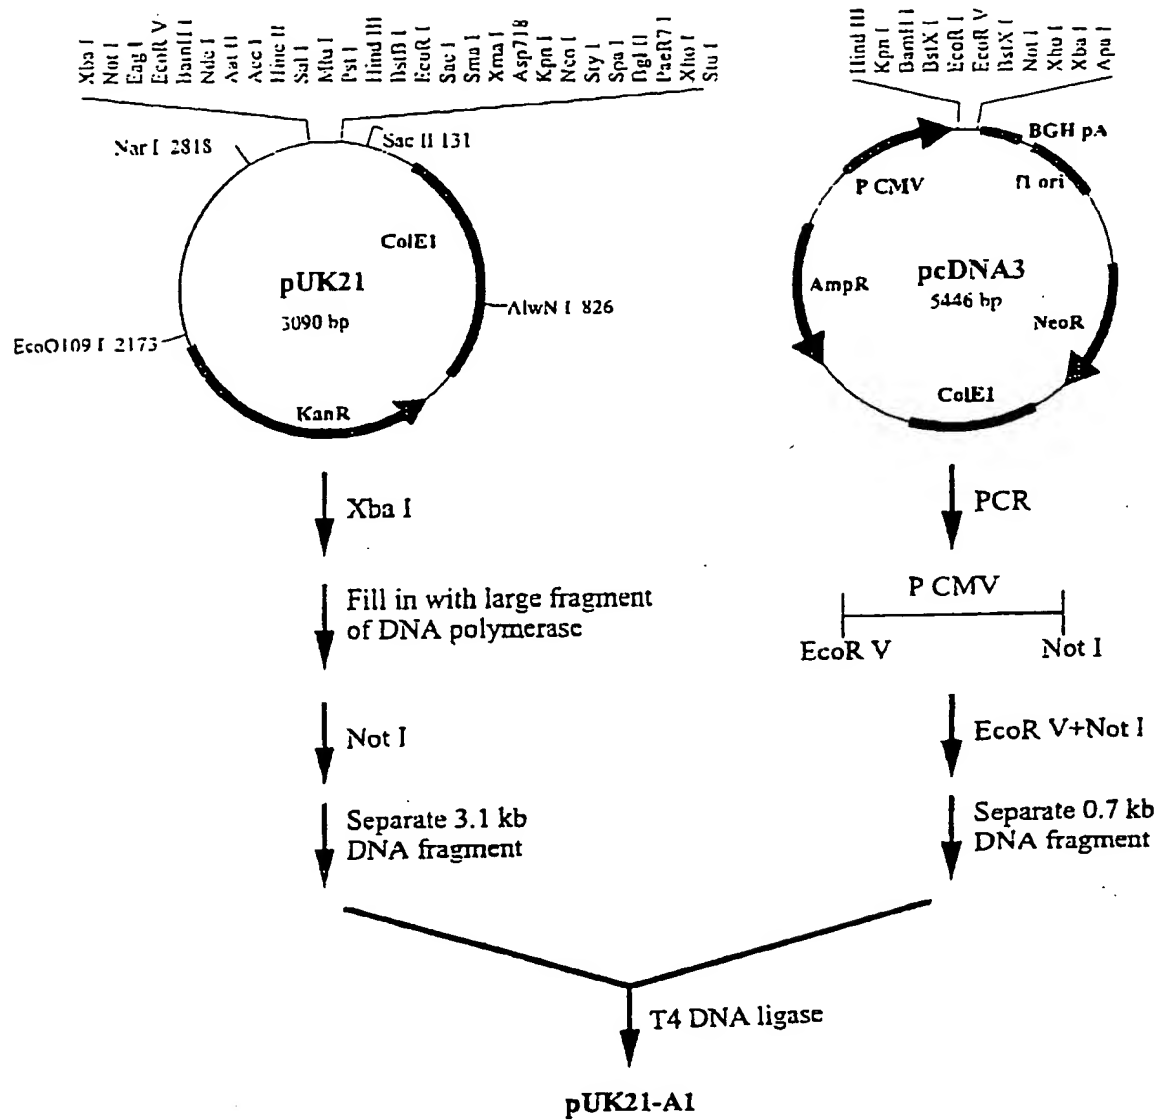 Xba I
Not I
Eag I
EcoR V
BamH I
Nde I
Aat II
Acc I
Hinc II
Sal I
Mlu I
Pst I
Hind III
BstB I
EcoR I
Sac I
Sma I
Xma I
Asp718
Kpn I
Nco I
Sty I
Spa I
Bgl II
PaeR7 I
Xho I
Stu I
Nar I 2818
Sac II 131
ColE1
pUK21
3090 bp
AlwN I 826
EcoO109 I 2173
KanR
Hind III
Kpn I
BamH I
BstX I
EcoR I
EcoR V
BstX I
Not I
Xho I
Xba I
Apa I
BGH pA
P CMV
f1 ori
AmpR
pcDNA3
5446 bp
NeoR
ColE1
Xba I
Fill in with large fragment
of DNA polymerase
Not I
Separate 3.1 kb
DNA fragment
PCR
P CMV
EcoR V
Not I
EcoR V+Not I
Separate 0.7 kb
DNA fragment
T4 DNA ligase
pUK21-A1